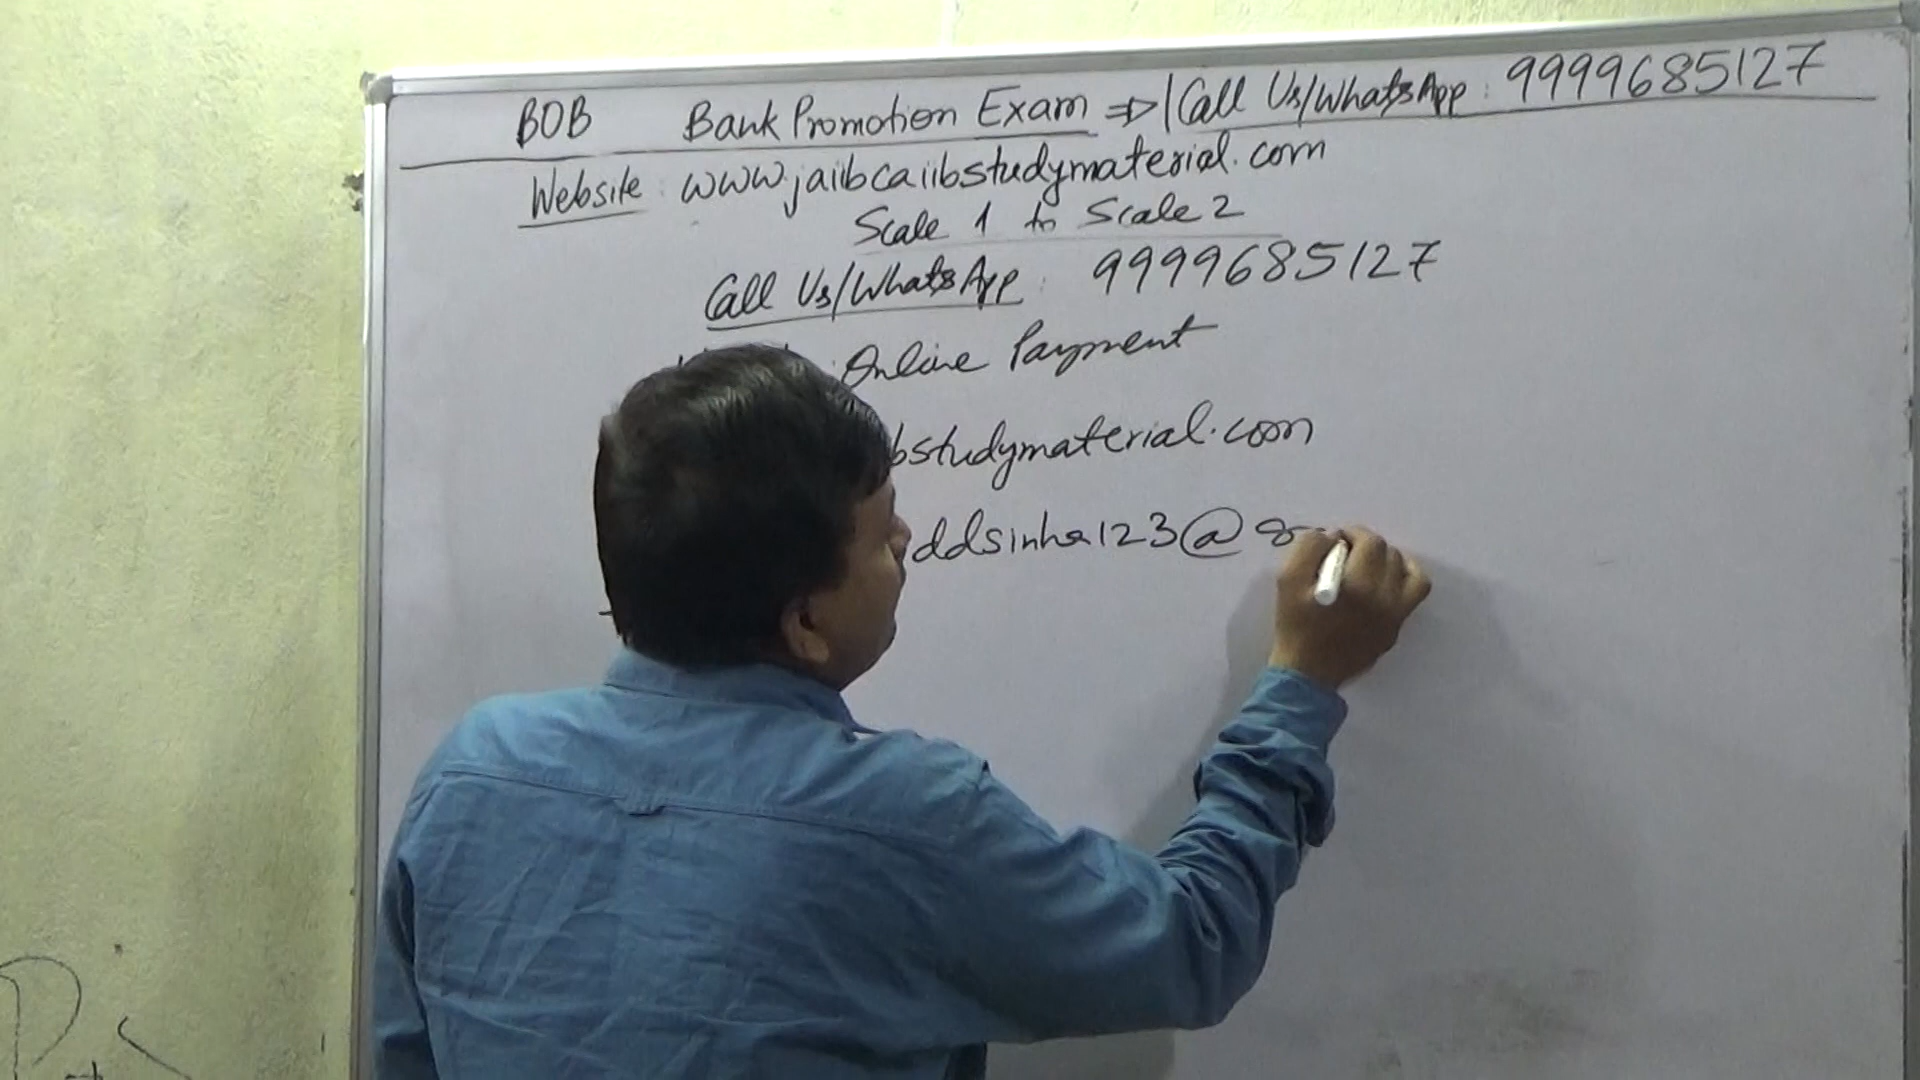 BOB Bank Promotion Exam ⇒ | Call Us/WhatsApp : 9999685127
Website : www.jaiibcaiibstudymaterial.com
Scale 1 to Scale 2
Call Us/WhatsApp : 9999685127
Online Payment
bstudymaterial.com
ddsinha123@